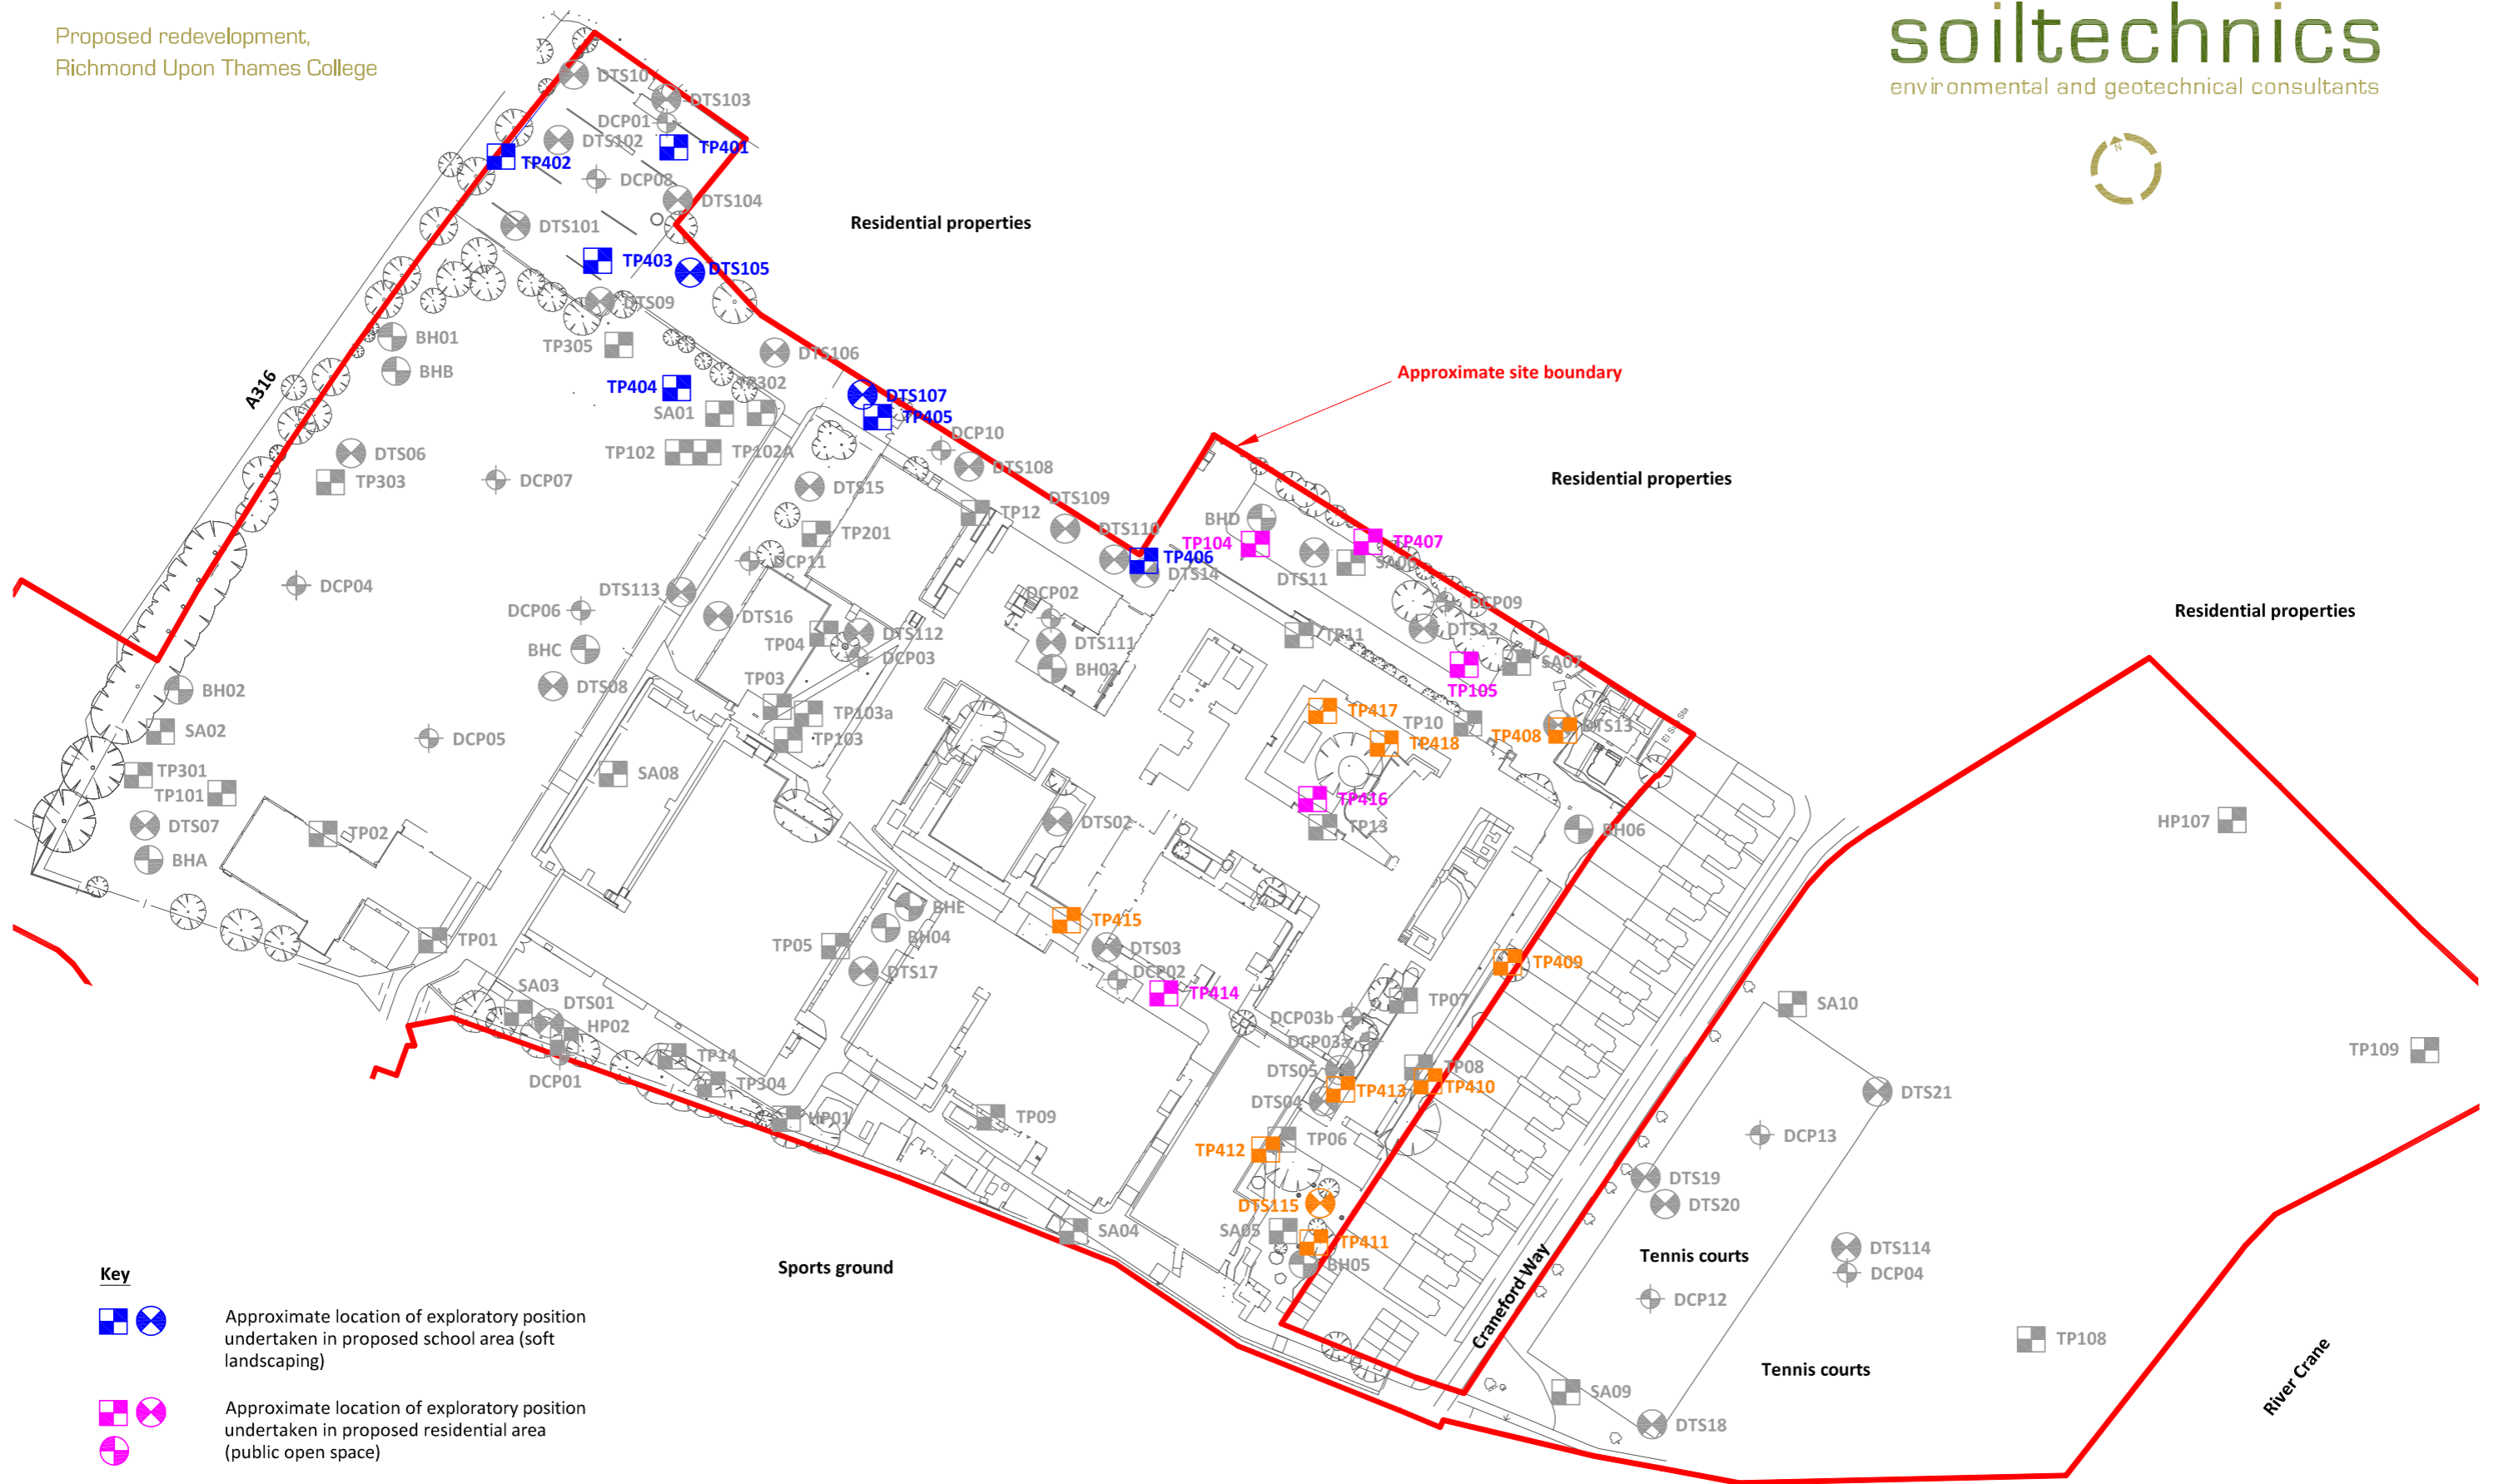 Proposed redevelopment,
Richmond Upon Thames College
soiltechnics
environmental and geotechnical consultants
N
DTS10
DTS103
DCP01
DTS102
TP401
TP402
DCP08
DTS104
Residential properties
DTS101
TP403
DTS105
DTS09
BH01
TP305
DTS106
BHB
Approximate site boundary
A316
TP404
TP302
DTS107
SA01
TP405
DCP10
DTS06
TP102
TP102A
DTS108
TP303
DCP07
DTS15
DTS109
Residential properties
TP12
BHD
TP201
DTS110
TP104
TP407
DCP11
TP406
DTS14
DTS11
SA06
DCP04
DTS113
DCP02
DCP09
DCP06
DTS16
Residential properties
TP04
DTS112
DTS111
TP11
DTS12
BHC
DCP03
BH03
SA07
DTS08
TP03
TP105
BH02
TP103a
TP417
SA02
DCP05
TP103
TP418
TP10
TP408
DTS13
El Sub Sta
TP301
SA08
TP101
TP416
DTS07
TP02
DTS02
TP13
BH06
HP107
BHA
BHE
TP415
TP01
TP05
BH04
DTS03
TP409
DTS17
DCP02
SA03
TP414
TP07
SA10
DTS01
HP02
DCP03b
DCP03a
TP109
TP14
DTS05
TP08
DCP01
TP304
TP413
TP410
DTS21
DTS04
HP01
TP09
TP06
DCP13
TP412
DTS19
DTS115
DTS20
SA04
SA05
TP411
DTS114
Tennis courts
Sports ground
BH05
DCP04
Craneford Way
DCP12
TP108
Tennis courts
River Crane
SA09
DTS18
Key
Approximate location of exploratory position
undertaken in proposed school area (soft
landscaping)
Approximate location of exploratory position
undertaken in proposed residential area
(public open space)